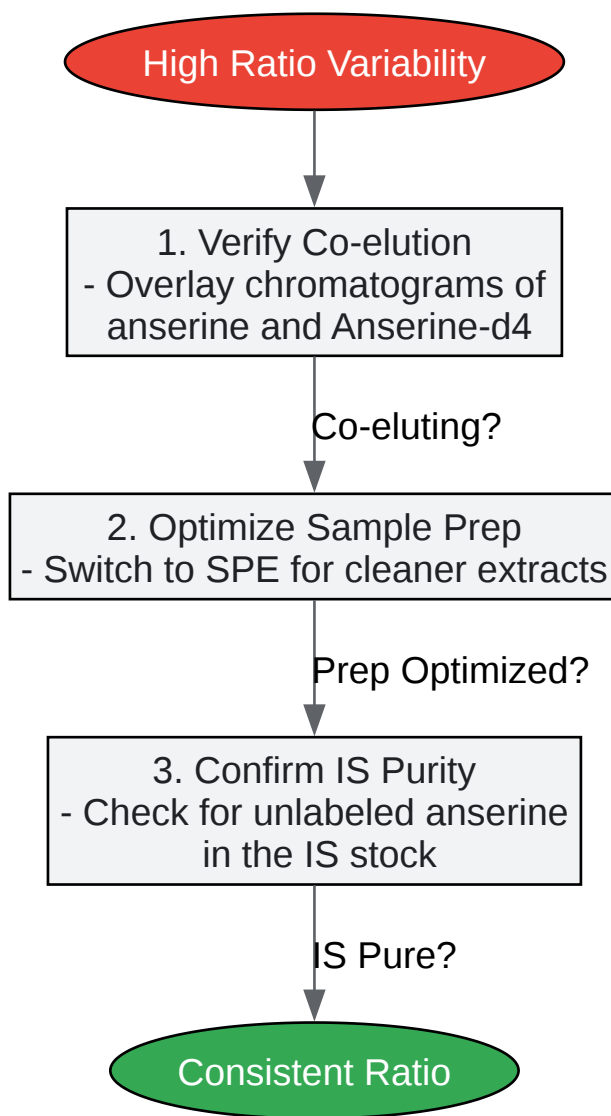 High Ratio Variability
1. Verify Co-elution
- Overlay chromatograms of
anserine and Anserine-d4
Co-eluting?
2. Optimize Sample Prep
- Switch to SPE for cleaner extracts
Prep Optimized?
3. Confirm IS Purity
- Check for unlabeled anserine
in the IS stock
IS Pure?
Consistent Ratio